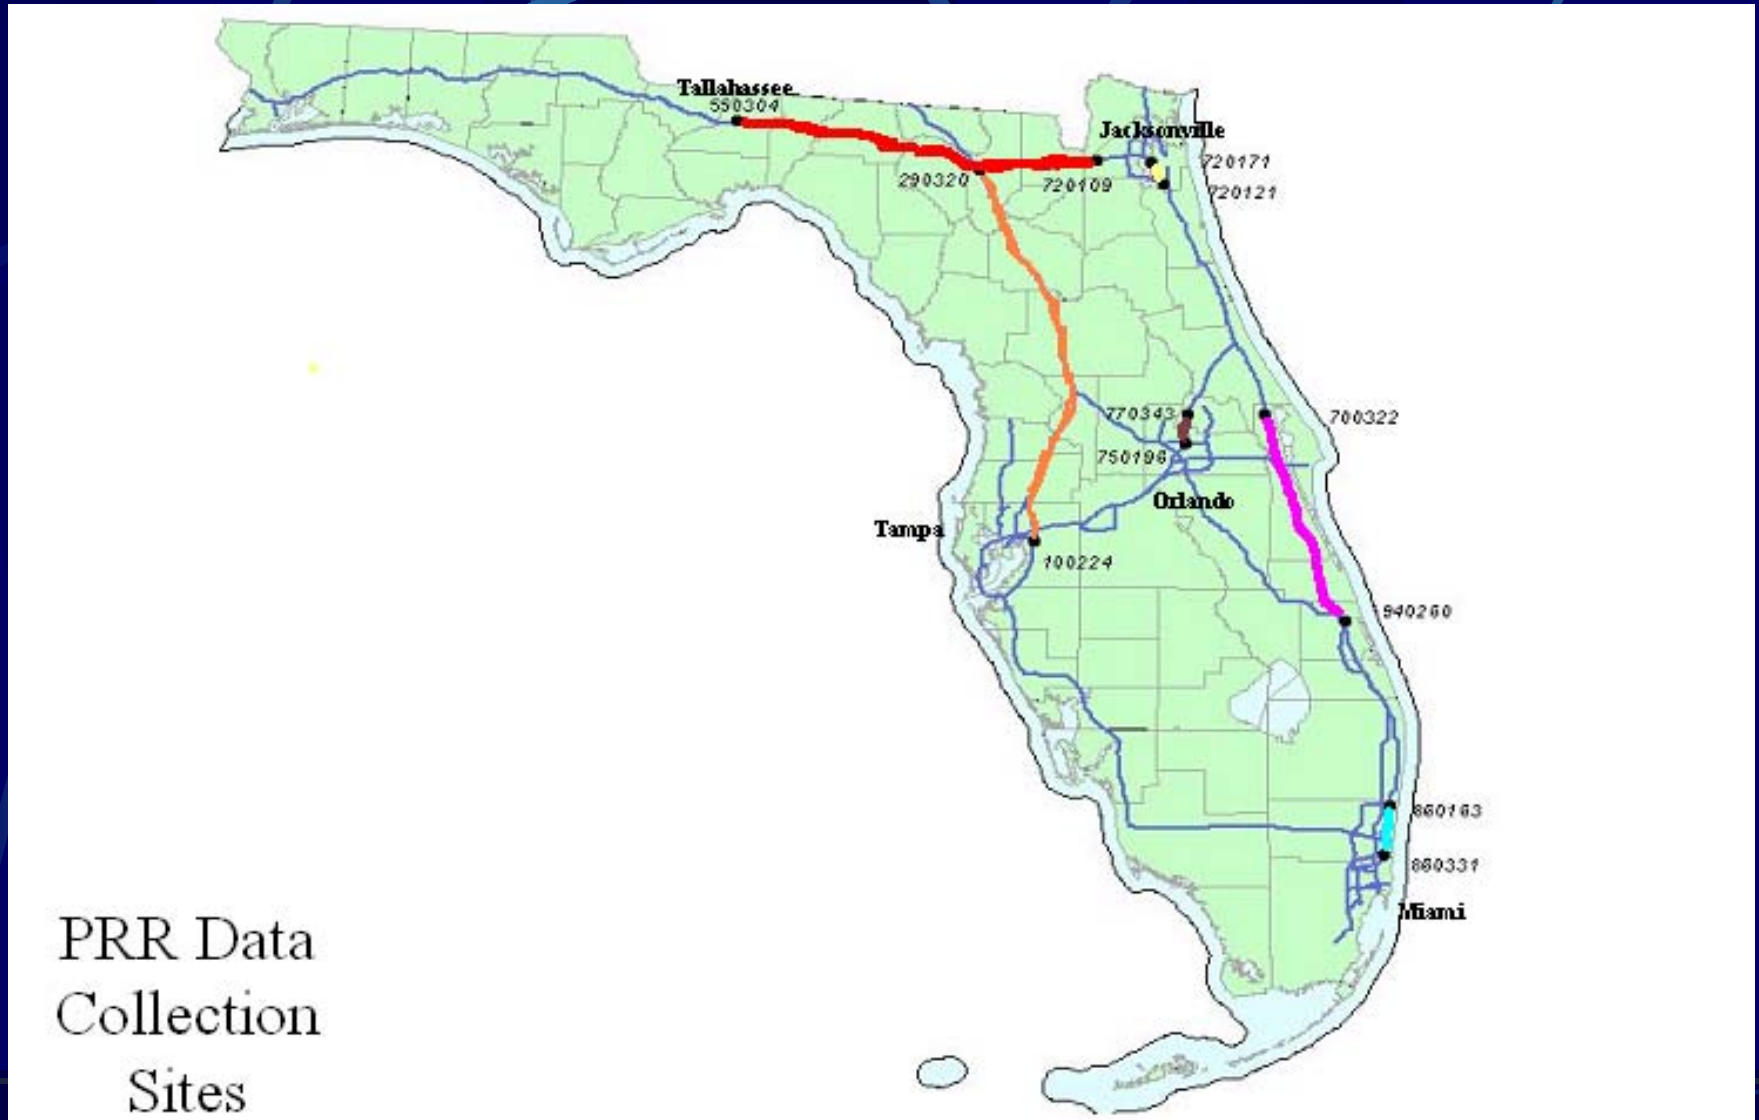 Tallahassee
550304
Jacksonville
720171
290320
720109
720121
770343
700322
750196
Orlando
Tampa
100224
940260
860163
860331
Miami
PRR Data
Collection
Sites